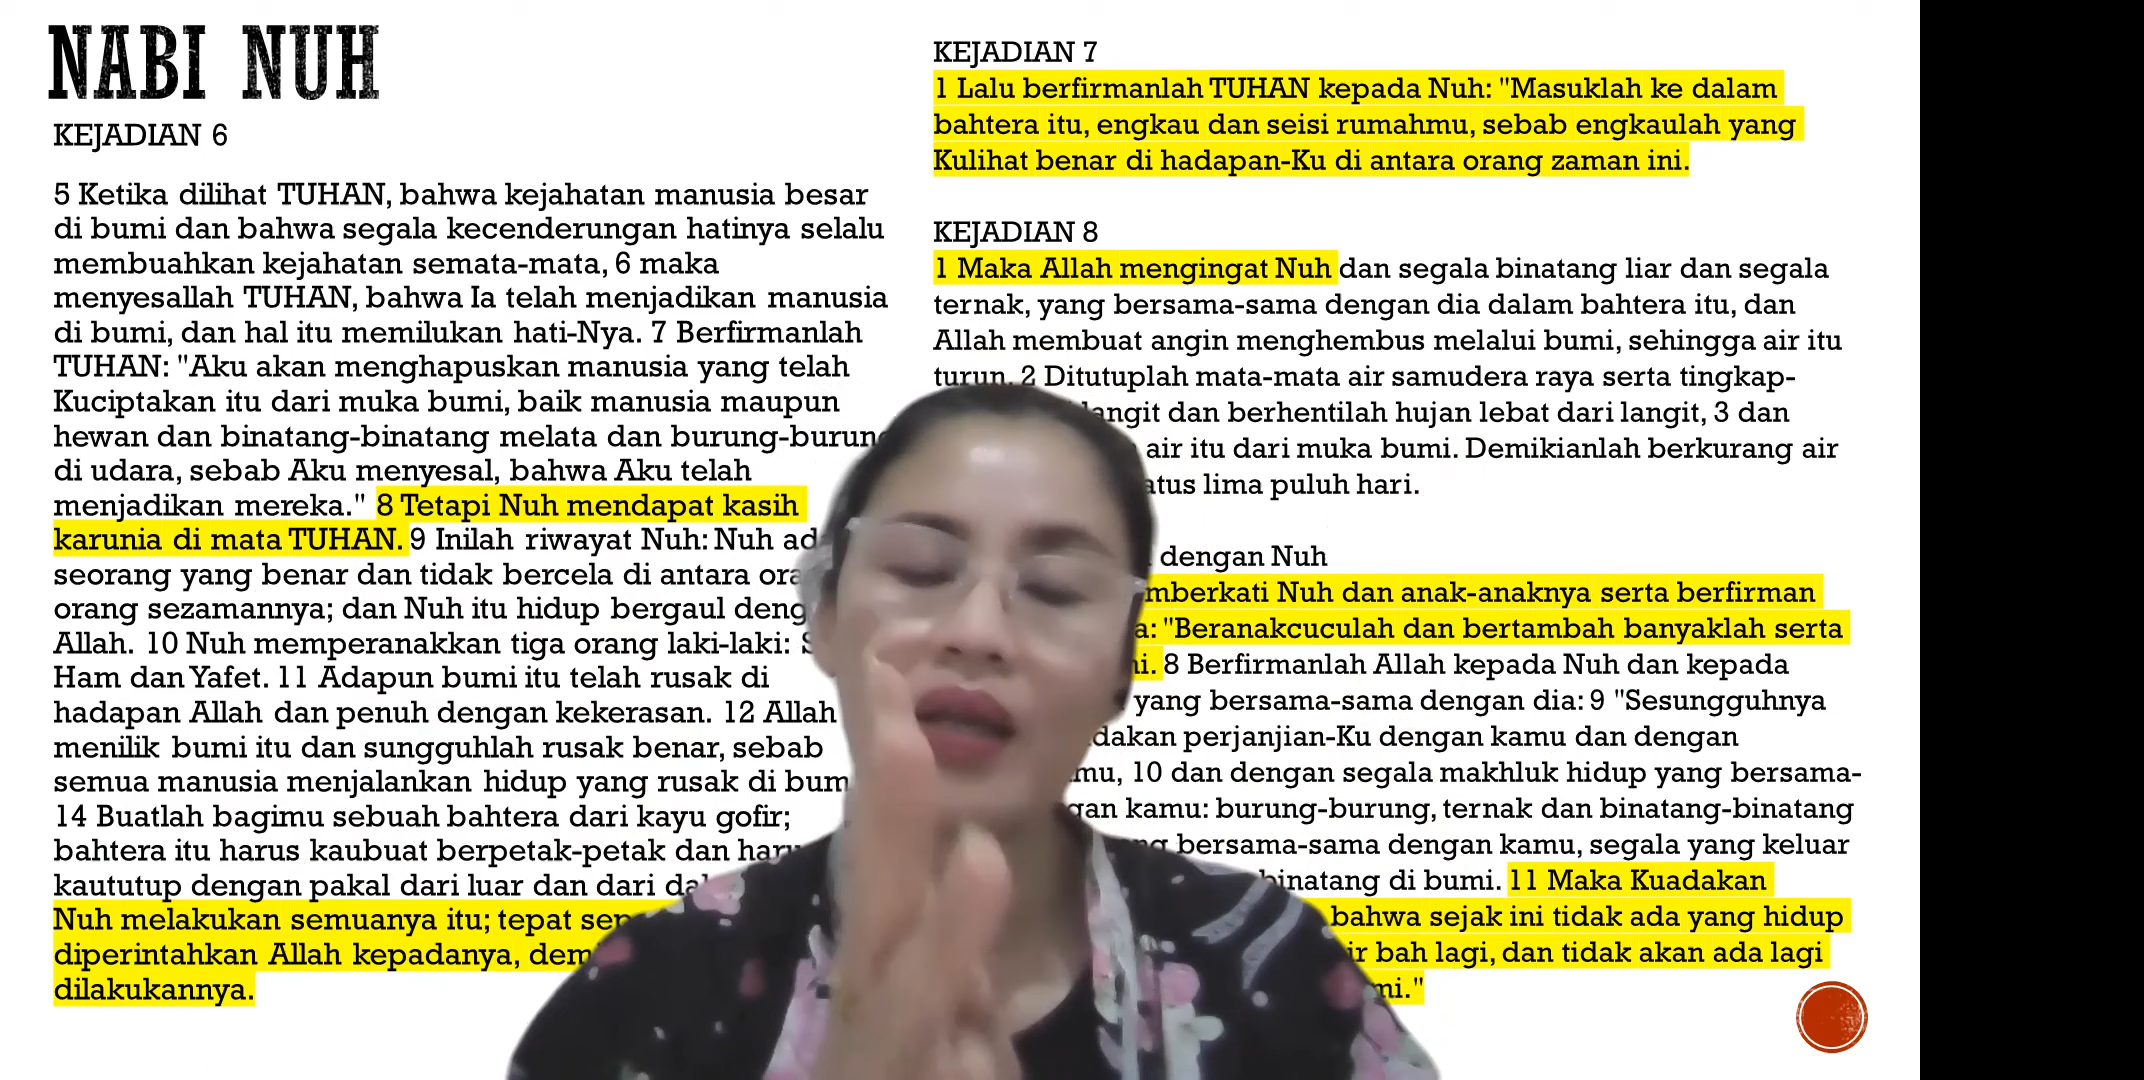 NABI NUH
KEJADIAN 6
5 Ketika dilihat TUHAN, bahwa kejahatan manusia besar
di bumi dan bahwa segala kecenderungan hatinya selalu
membuahkan kejahatan semata-mata, 6 maka
menyesallah TUHAN, bahwa Ia telah menjadikan manusia
di bumi, dan hal itu memilukan hati-Nya. 7 Berfirmanlah
TUHAN: "Aku akan menghapuskan manusia yang telah
Kuciptakan itu dari muka bumi, baik manusia maupun
hewan dan binatang-binatang melata dan burung-burung
di udara, sebab Aku menyesal, bahwa Aku telah
menjadikan mereka." 8 Tetapi Nuh mendapat kasih
karunia di mata TUHAN. 9 Inilah riwayat Nuh: Nuh
seorang yang benar dan tidak bercela di antara
orang sezamannya; dan Nuh itu hidup bergaul
Allah. 10 Nuh memperanakkan tiga orang laki-laki:
Ham dan Yafet. 11 Adapun bumi itu telah rusak di
hadapan Allah dan penuh dengan kekerasan. 12 Allah
menilik bumi itu dan sungguhlah rusak benar, sebab
semua manusia menjalankan hidup yang rusak di
14 Buatlah bagimu sebuah bahtera dari kayu gofir;
bahtera itu harus kaubuat berpetak-petak dan
kaututup dengan pakal dari luar dan dari
Nuh melakukan semuanya itu; tepat
diperintahkan Allah kepadanya,
dilakukannya.
KEJADIAN 7
1 Lalu berfirmanlah TUHAN kepada Nuh: "Masuklah ke dalam
bahtera itu, engkau dan seisi rumahmu, sebab engkaulah yang
Kulihat benar di hadapan-Ku di antara orang zaman ini.
KEJADIAN 8
1 Maka Allah mengingat Nuh dan segala binatang liar dan segala
ternak, yang bersama-sama dengan dia dalam bahtera itu, dan
Allah membuat angin menghembus melalui bumi, sehingga air itu
turun. 2 Ditutuplah mata-mata air samudera raya serta tingkap-
langit dan berhentilah hujan lebat dari langit, 3 dan
air itu dari muka bumi. Demikianlah berkurang air
lima puluh hari.
dengan Nuh
Nuh dan anak-anaknya serta berfirman
"Beranakcuculah dan bertambah banyaklah serta
8 Berfirmanlah Allah kepada Nuh dan kepada
yang bersama-sama dengan dia: 9 "Sesungguhnya
perjanjian-Ku dengan kamu dan dengan
10 dan dengan segala makhluk hidup yang bersama-
kamu: burung-burung, ternak dan binatang-binatang
bersama-sama dengan kamu, segala yang keluar
binatang di bumi. 11 Maka Kuadakan
bahwa sejak ini tidak ada yang hidup
bah lagi, dan tidak akan ada lagi